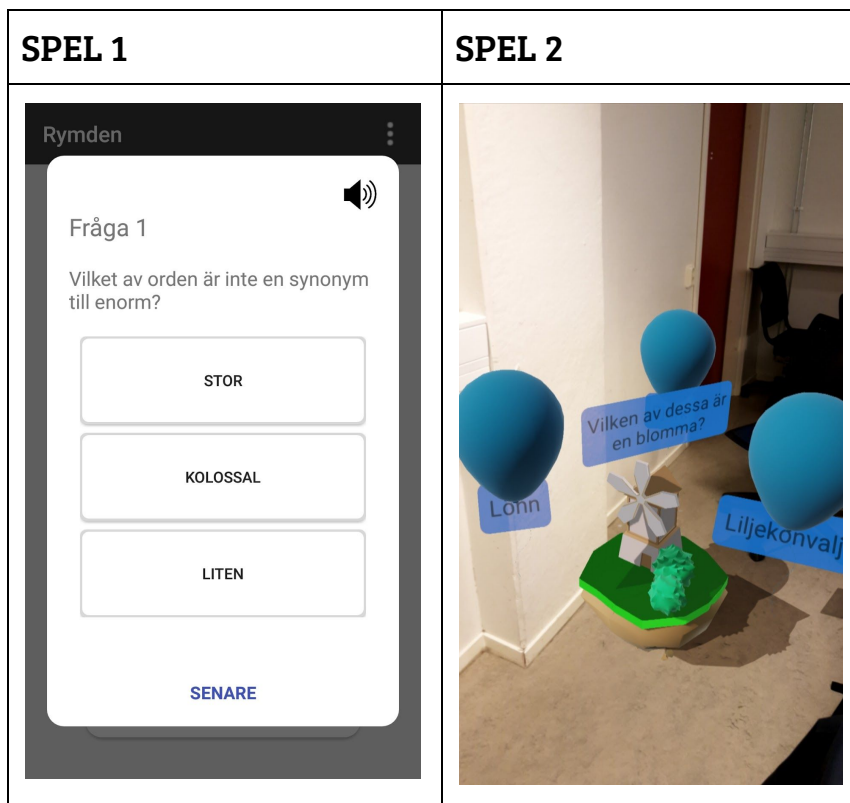 SPEL 1
SPEL 2
Rymden
Fråga 1
Vilket av orden är inte en synonym
till enorm?
STOR
KOLOSSAL
LITEN
SENARE
Vilken av dessa är
en blomma?
Lönn
Liljekonvalj